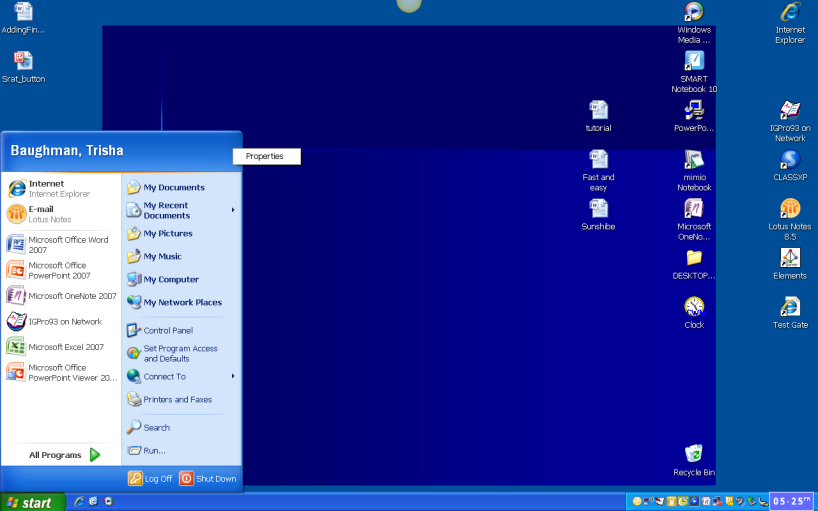 AddingFin...
Srat_button
Windows
Media ...
Internet
Explorer
SMART
Notebook 10
tutorial
PowerPo...
IGPro93 on
Network
Fast and
easy
mimio
Notebook
CLASSXP
Sunshibe
Microsoft
OneNo...
Lotus Notes
8.5
DESKTOP...
Elements
Clock
Test Gate
Recycle Bin
Baughman, Trisha
Properties
Internet
Internet Explorer
E-mail
Lotus Notes
Microsoft Office Word
2007
Microsoft Office
PowerPoint 2007
Microsoft OneNote 2007
IGPro93 on Network
Microsoft Excel 2007
Microsoft Office
PowerPoint Viewer 20...
All Programs
My Documents
My Recent
Documents
My Pictures
My Music
My Computer
My Network Places
Control Panel
Set Program Access
and Defaults
Connect To
Printers and Faxes
Search
Run...
Log Off
Shut Down
start
05-25